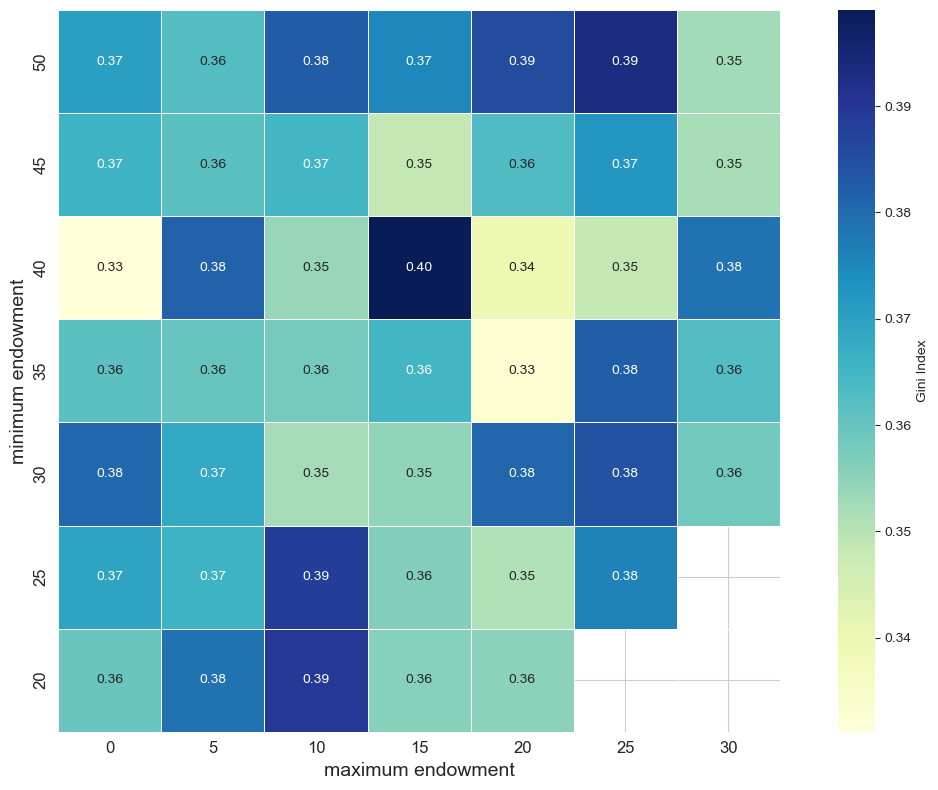 50 0.37 0.36 0.38 0.37 0.39 0.39 0.35
0.39
45 0.37 0.36 0.37 0.35 0.36 0.37 0.35
0.38
40 0.33 0.38 0.35 0.40 0.34 0.35 0.38
0.37
minimum endowment
35 0.36 0.36 0.36 0.36 0.33 0.38 0.36
Gini Index
0.36
30 0.38 0.37 0.35 0.35 0.38 0.38 0.36
0.35
25 0.37 0.37 0.39 0.36 0.35 0.38
0.34
20 0.36 0.38 0.39 0.36 0.36
0 5 10 15 20 25 30
maximum endowment